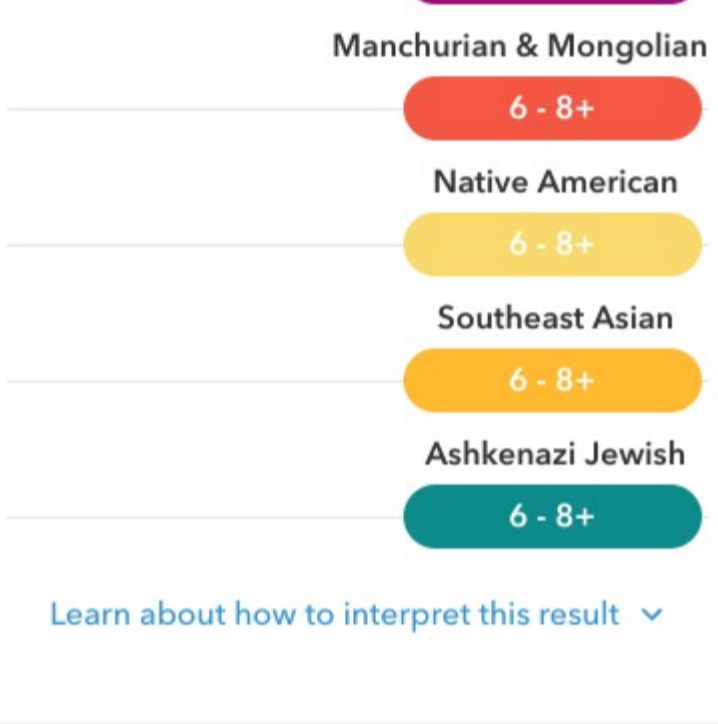 Manchurian & Mongolian
6 - 8+
Native American
6 - 8+
Southeast Asian
6 - 8+
Ashkenazi Jewish
6 - 8+
Learn about how to interpret this result